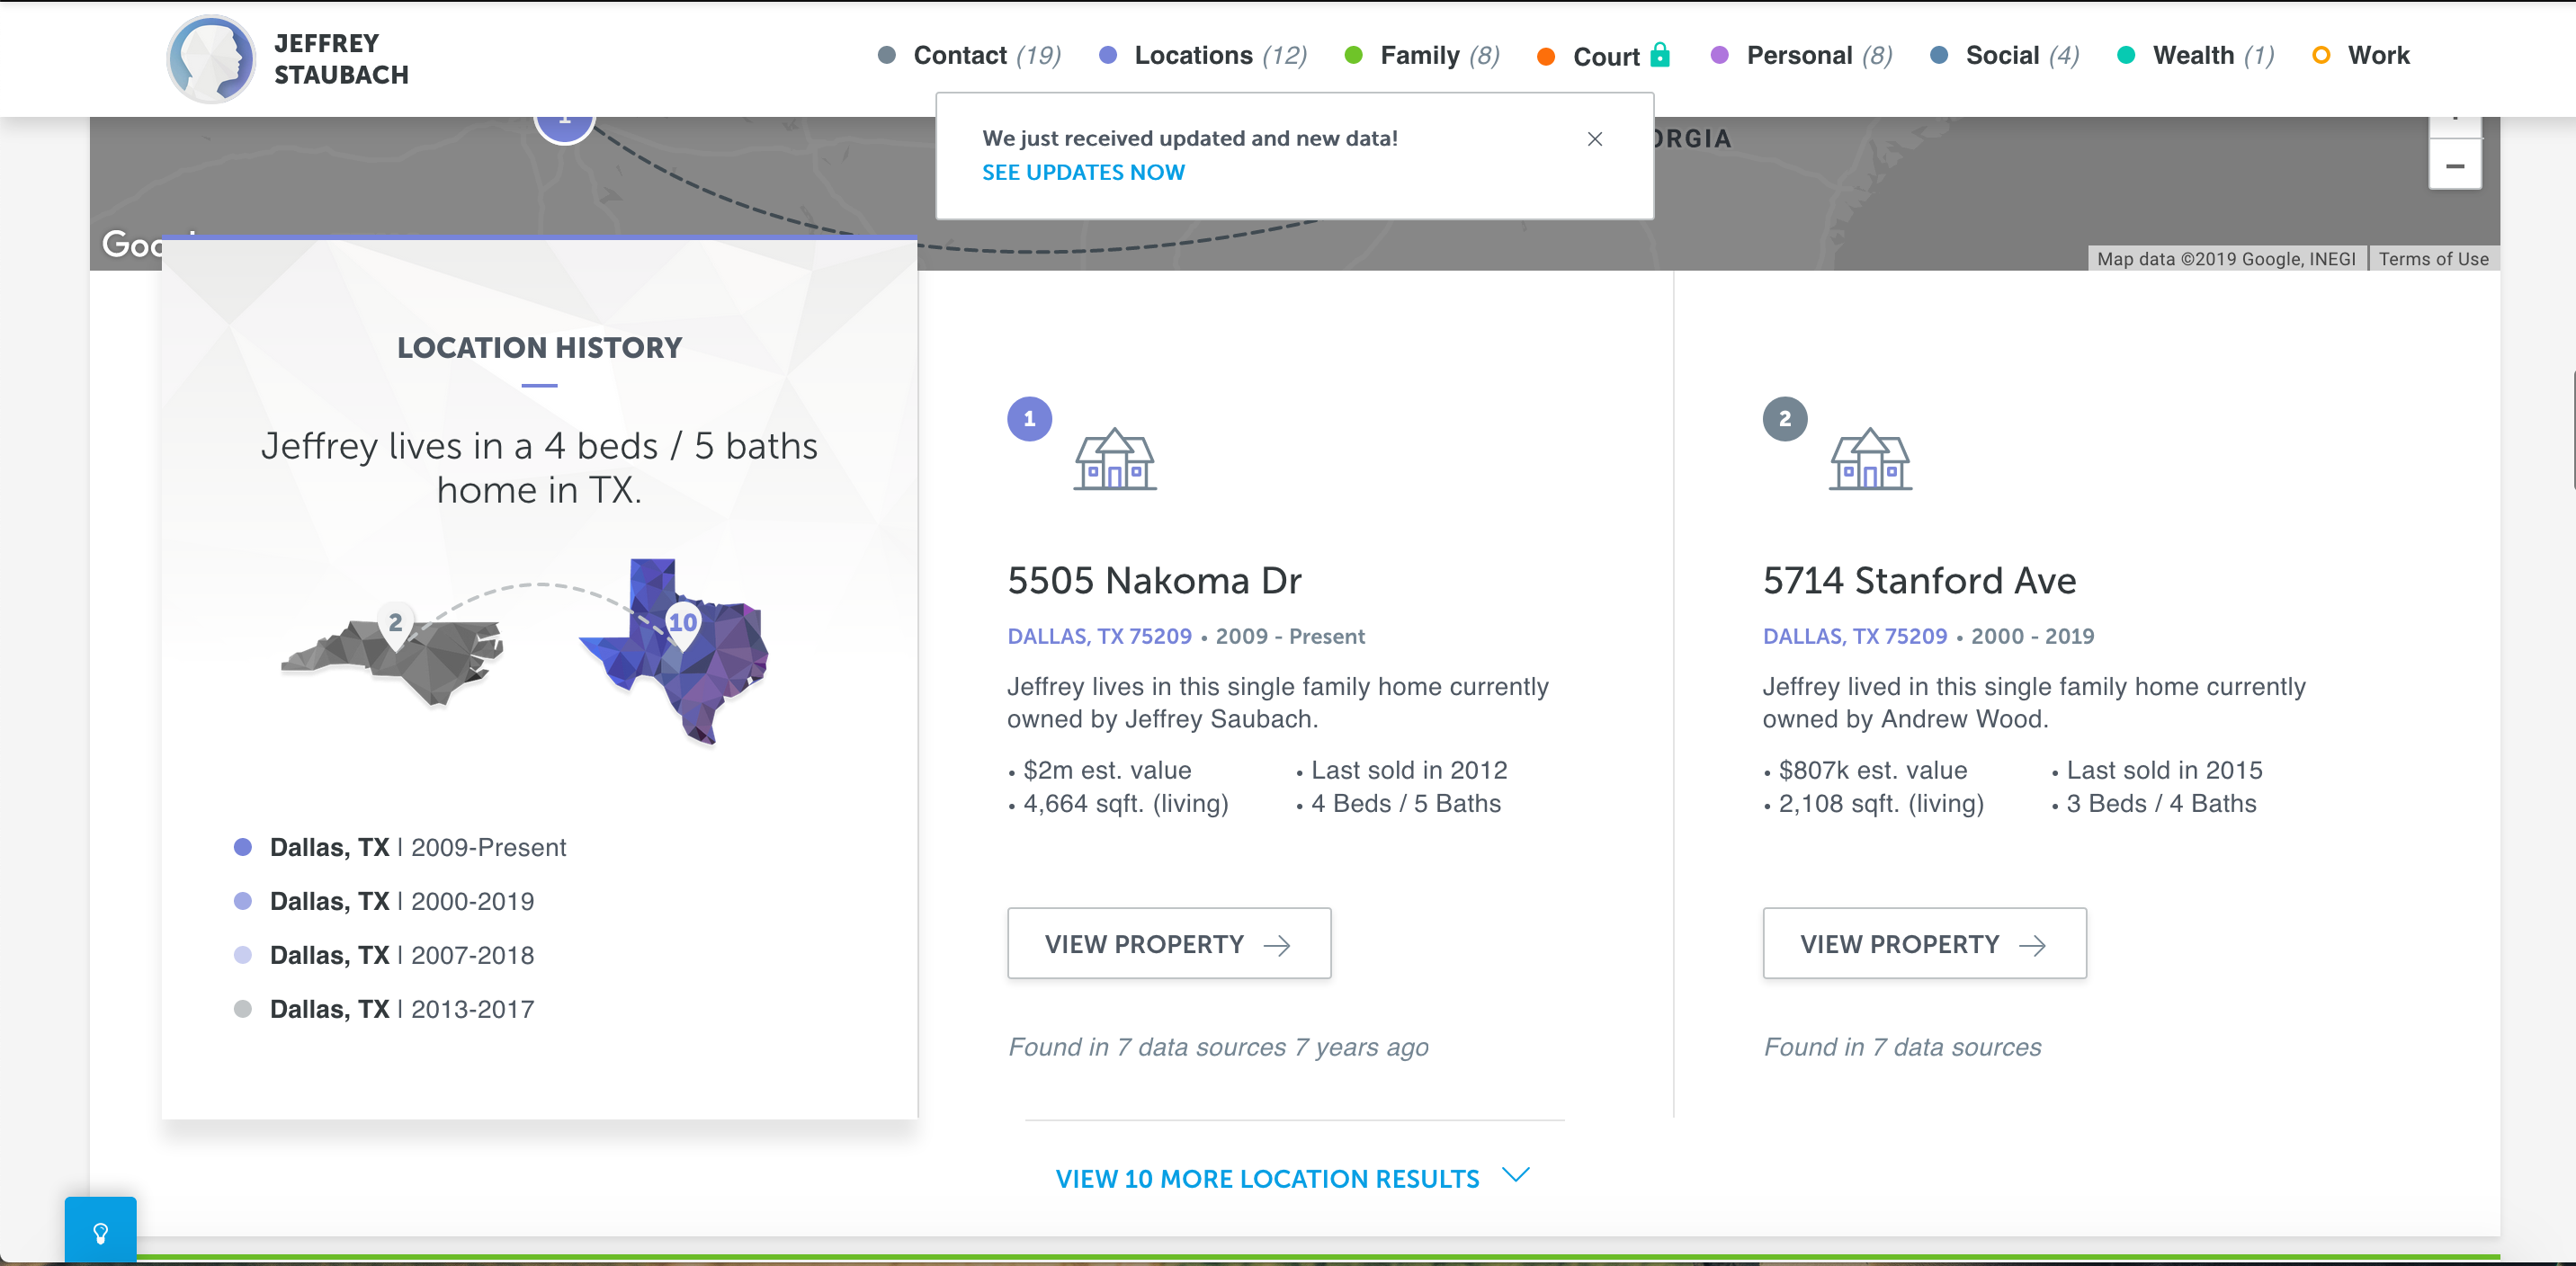 JEFFREY
STAUBACH
Contact (19)
Locations (12)
Family (8)
Court
Personal (8)
Social (4)
Wealth (1)
Work
1
We just received updated and new data!
SEE UPDATES NOW
Map data ©2019 Google, INEGI
Terms of Use
LOCATION HISTORY
Jeffrey lives in a 4 beds / 5 baths
home in TX.
2
10
Dallas, TX | 2009-Present
Dallas, TX | 2000-2019
Dallas, TX | 2007-2018
Dallas, TX | 2013-2017
1
5505 Nakoma Dr
DALLAS, TX 75209 • 2009 - Present
Jeffrey lives in this single family home currently
owned by Jeffrey Saubach.
• $2m est. value
• Last sold in 2012
• 4,664 sqft. (living)
• 4 Beds / 5 Baths
VIEW PROPERTY
Found in 7 data sources 7 years ago
2
5714 Stanford Ave
DALLAS, TX 75209 • 2000 - 2019
Jeffrey lived in this single family home currently
owned by Andrew Wood.
• $807k est. value
• Last sold in 2015
• 2,108 sqft. (living)
• 3 Beds / 4 Baths
VIEW PROPERTY
Found in 7 data sources
VIEW 10 MORE LOCATION RESULTS